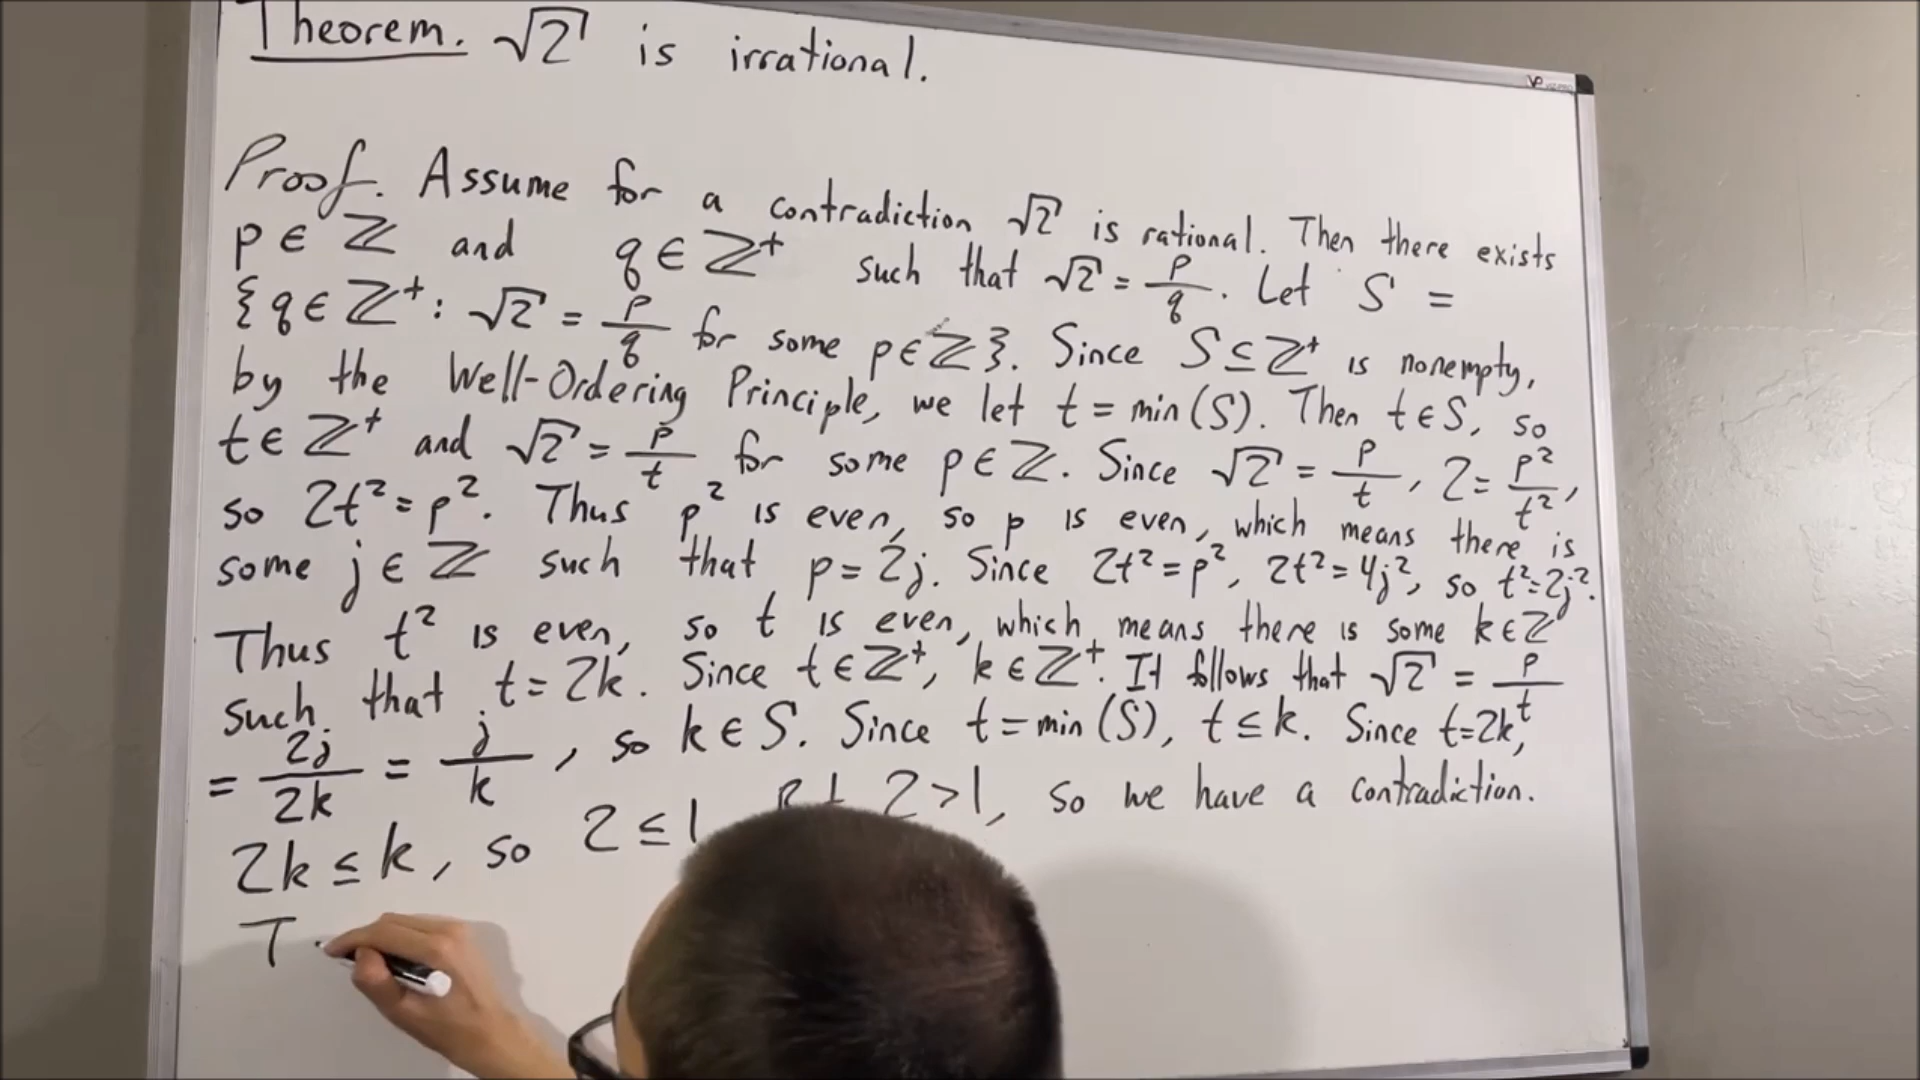 Theorem. √2 is irrational.
Proof. Assume for a contradiction √2 is rational. Then there exists
p ∈ ℤ and q ∈ ℤ⁺ such that √2 = p/q. Let S =
{q ∈ ℤ⁺ : √2 = p/q for some p ∈ ℤ}. Since S ⊆ ℤ⁺ is nonempty,
by the Well-Ordering Principle, we let t = min(S). Then t ∈ S, so
t ∈ ℤ⁺ and √2 = p/t for some p ∈ ℤ. Since √2 = p/t, 2 = p²/t²,
so 2t² = p². Thus p² is even, so p is even, which means there is
some j ∈ ℤ such that p = 2j. Since 2t² = p², 2t² = 4j², so t² = 2j².
Thus t² is even, so t is even, which means there is some k ∈ ℤ
such that t = 2k. Since t ∈ ℤ⁺, k ∈ ℤ⁺. It follows that √2 = p/t
= 2j/2k = j/k, so k ∈ S. Since t = min(S), t ≤ k. Since t = 2k,
2k ≤ k, so 2 ≤ 1 2 > 1, so we have a contradiction.
T